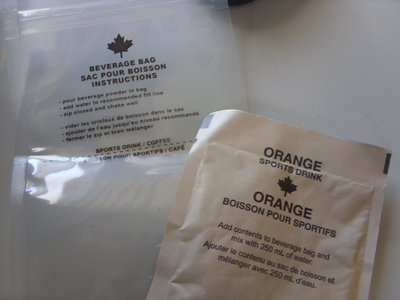 BEVERAGE BAG
SAC POUR BOISSON
INSTRUCTIONS
- pour beverage powder in bag
- add water to recommended fill line
- zip closed and shake well
- vider les cristaux de boisson dans le sac
- ajouter de l'eau jusqu'au niveau recommandé
- fermer le zip et bien mélanger
SPORTS DRINK / COFFEE
BOISSON POUR SPORTIFS / CAFÉ
ORANGE
SPORTS DRINK
ORANGE
BOISSON POUR SPORTIFS
Add contents to beverage bag and
mix with 250 mL of water.
Ajouter le contenu au sac de boisson et
mélanger avec 250 mL d'eau.